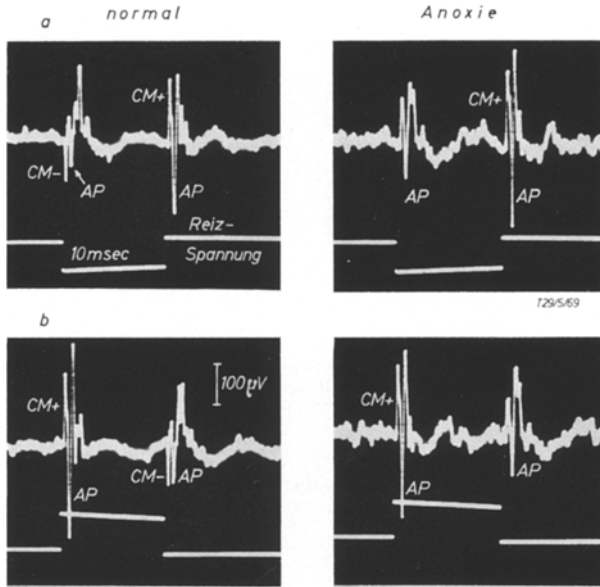 normal
Anoxie
a
CM+
CM-
AP
AP
Reiz-
10msec
Spannung
CM+
AP
AP
T29/5/69
b
CM+
100µV
CM-
AP
AP
CM+
AP
AP